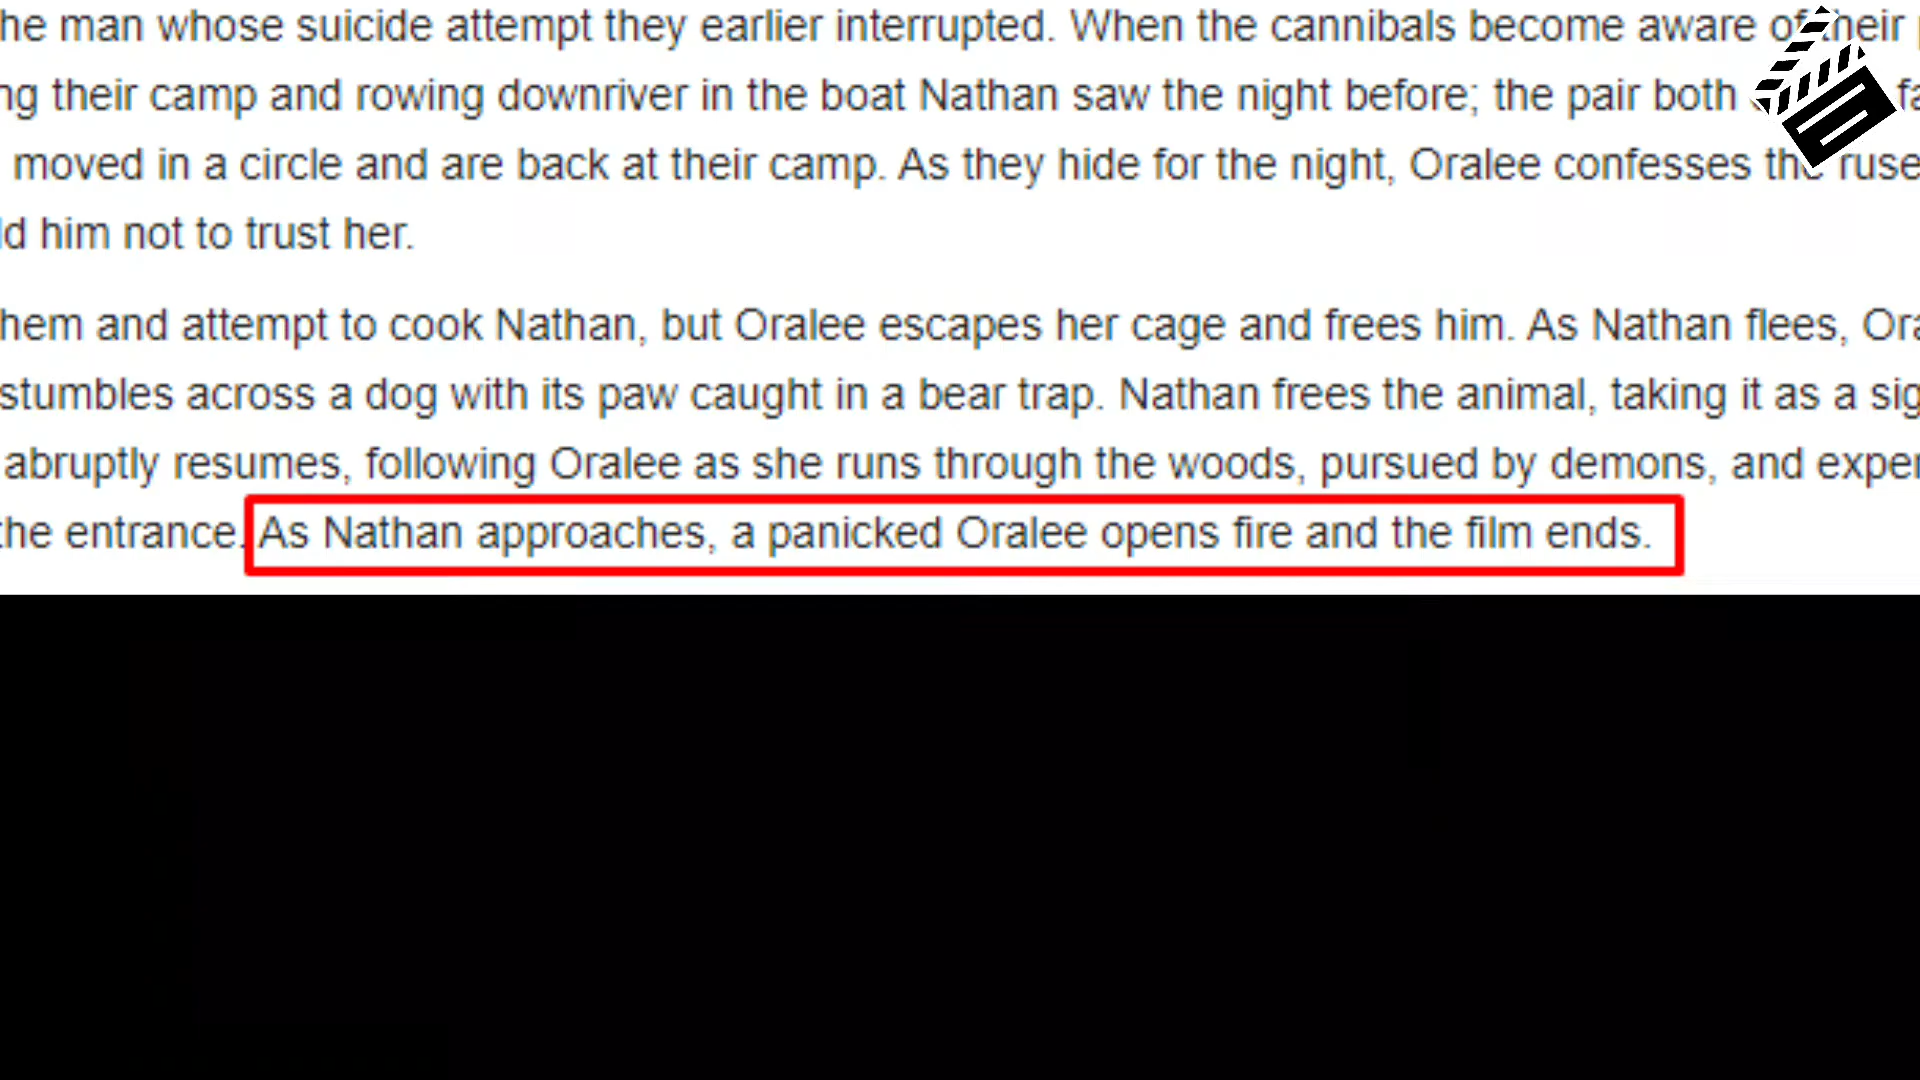 he man whose suicide attempt they earlier interrupted. When the cannibals become aware of their
ng their camp and rowing downriver in the boat Nathan saw the night before; the pair both
moved in a circle and are back at their camp. As they hide for the night, Oralee confesses the ruse
ld him not to trust her.
hem and attempt to cook Nathan, but Oralee escapes her cage and frees him. As Nathan flees, Ora
stumbles across a dog with its paw caught in a bear trap. Nathan frees the animal, taking it as a sig
abruptly resumes, following Oralee as she runs through the woods, pursued by demons, and exper
the entrance. As Nathan approaches, a panicked Oralee opens fire and the film ends.